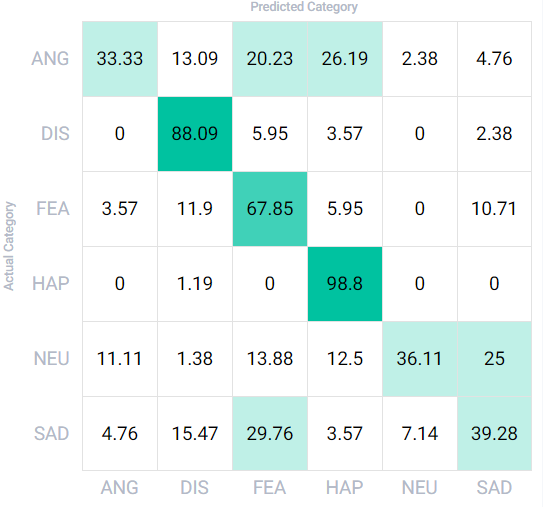 Predicted Category
Actual Category
ANG 33.33 13.09 20.23 26.19 2.38 4.76
DIS 0 88.09 5.95 3.57 0 2.38
FEA 3.57 11.9 67.85 5.95 0 10.71
HAP 0 1.19 0 98.8 0 0
NEU 11.11 1.38 13.88 12.5 36.11 25
SAD 4.76 15.47 29.76 3.57 7.14 39.28
ANG DIS FEA HAP NEU SAD